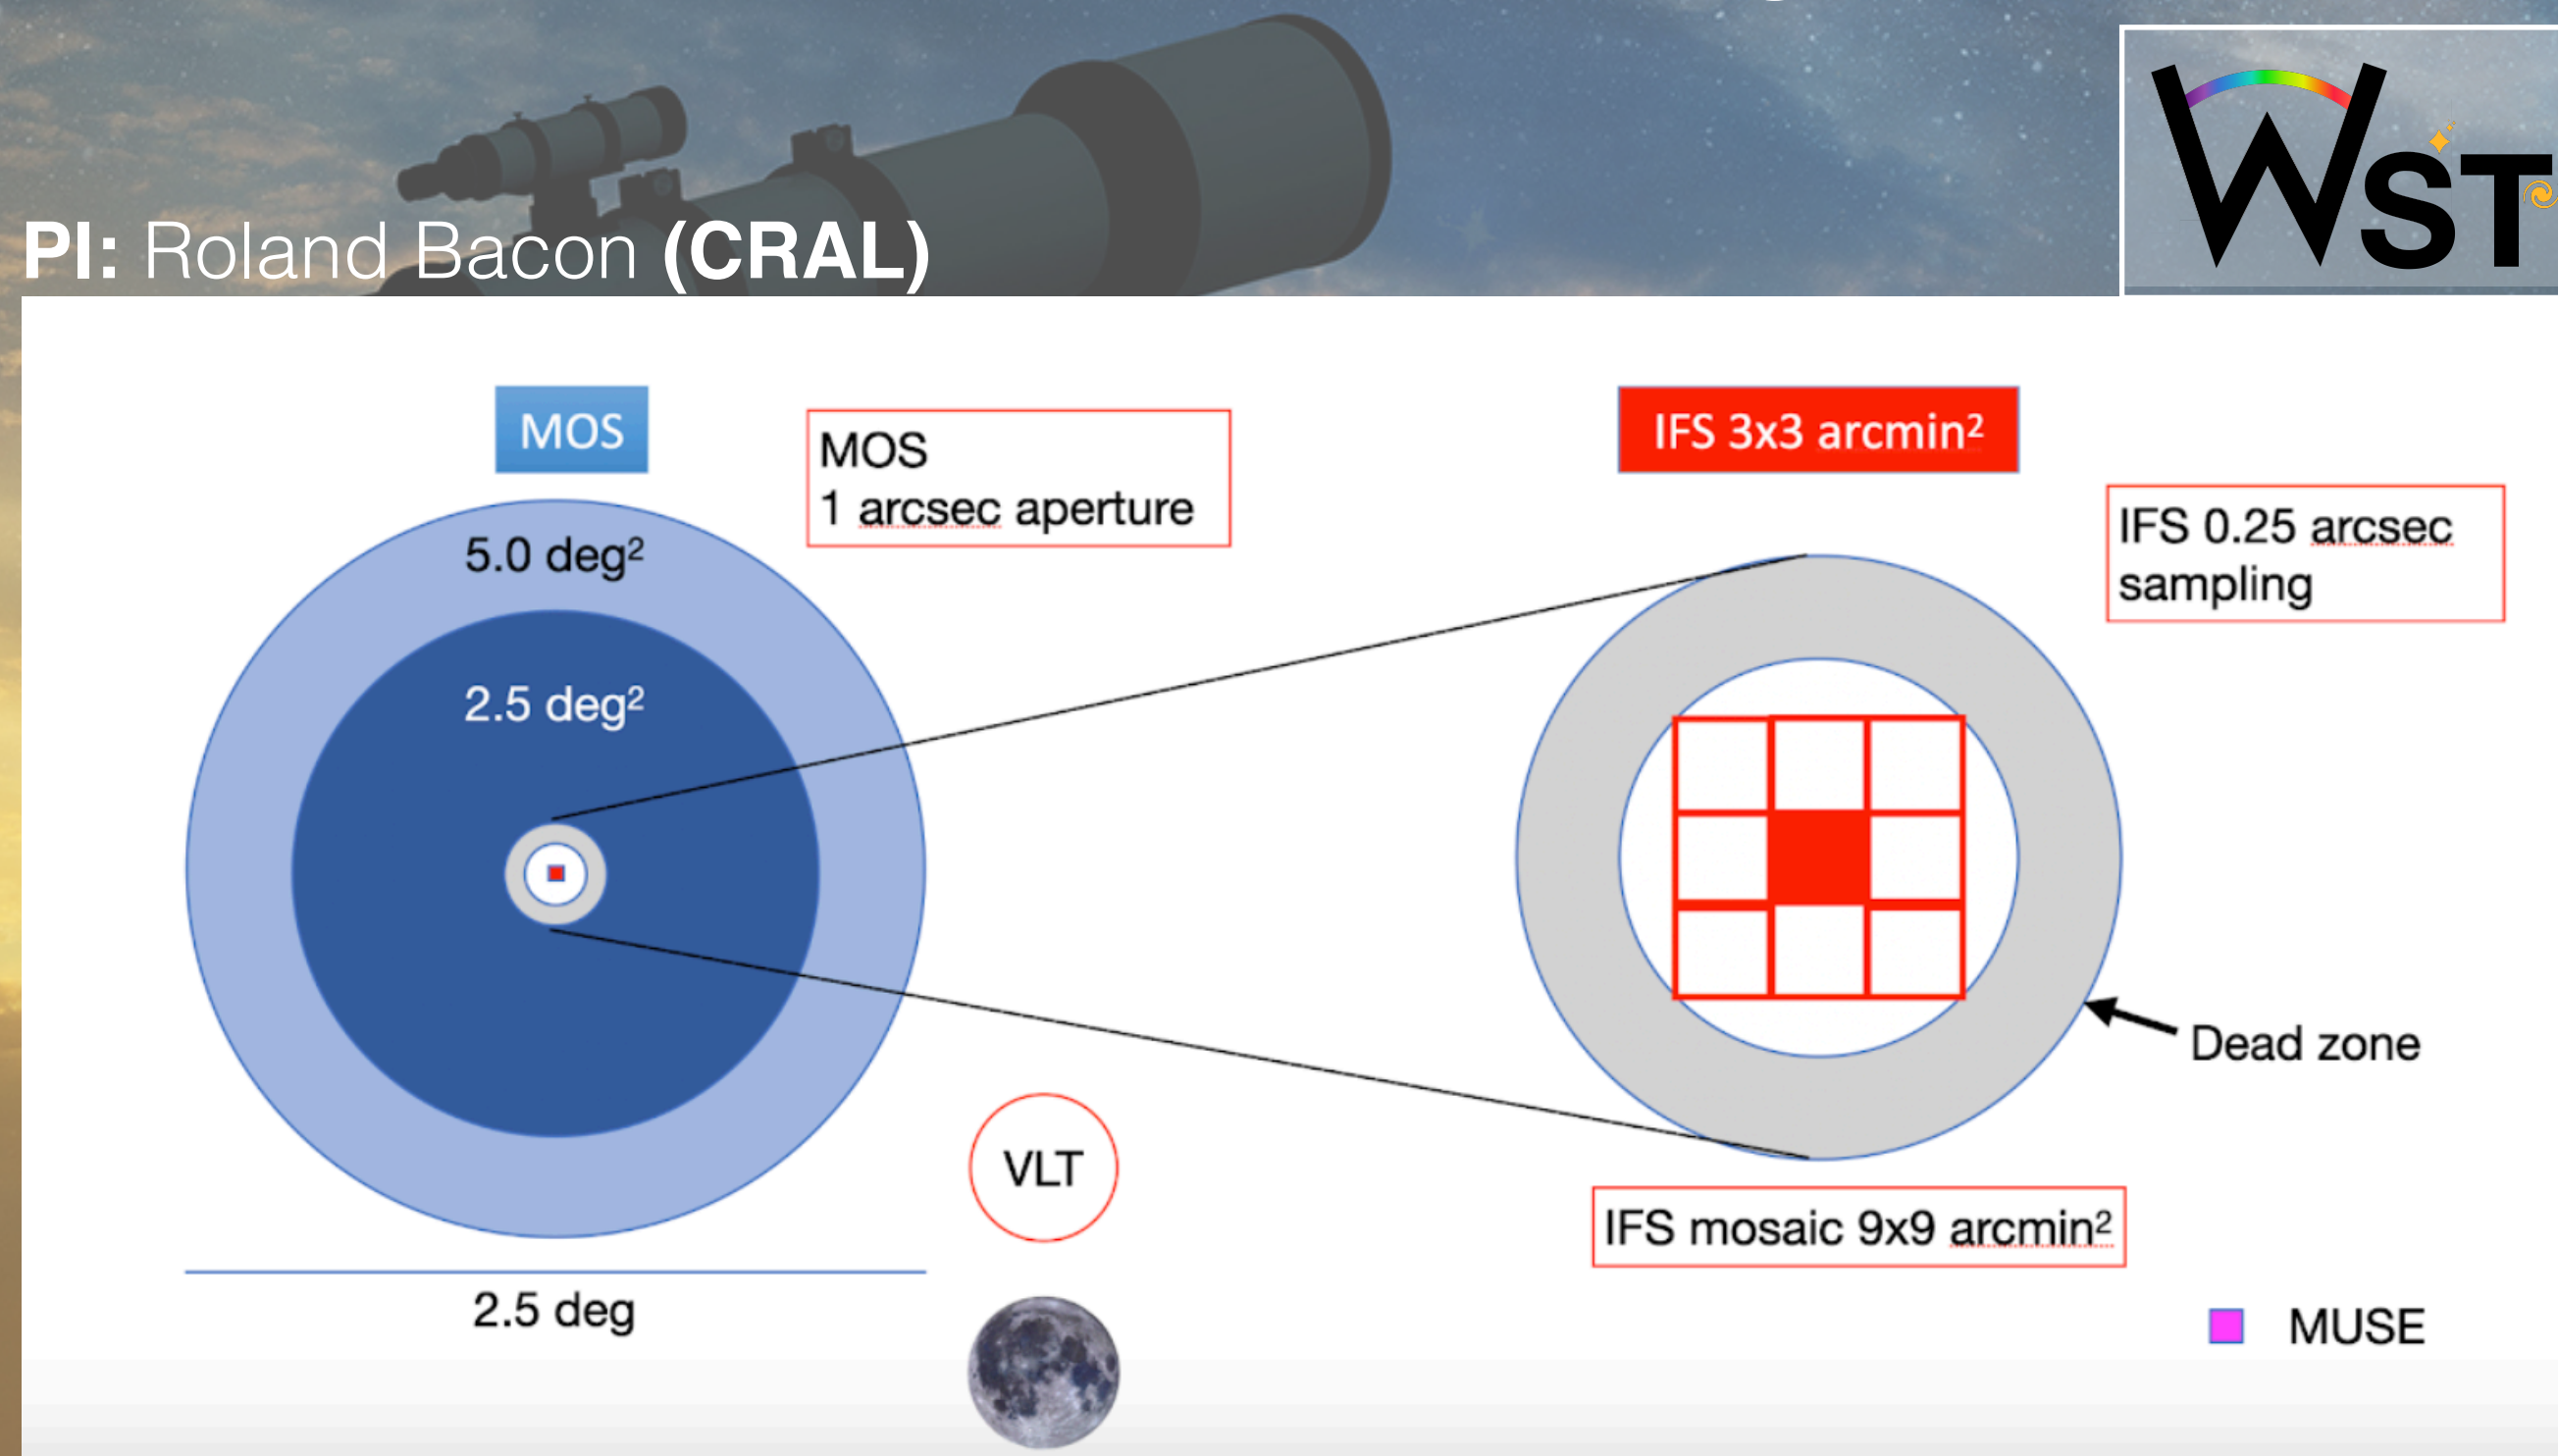 PI: Roland Bacon (CRAL)
WST
MOS
MOS
1 arcsec aperture
IFS 3x3 arcmin²
IFS 0.25 arcsec
sampling
5.0 deg²
2.5 deg²
Dead zone
VLT
IFS mosaic 9x9 arcmin²
2.5 deg
MUSE